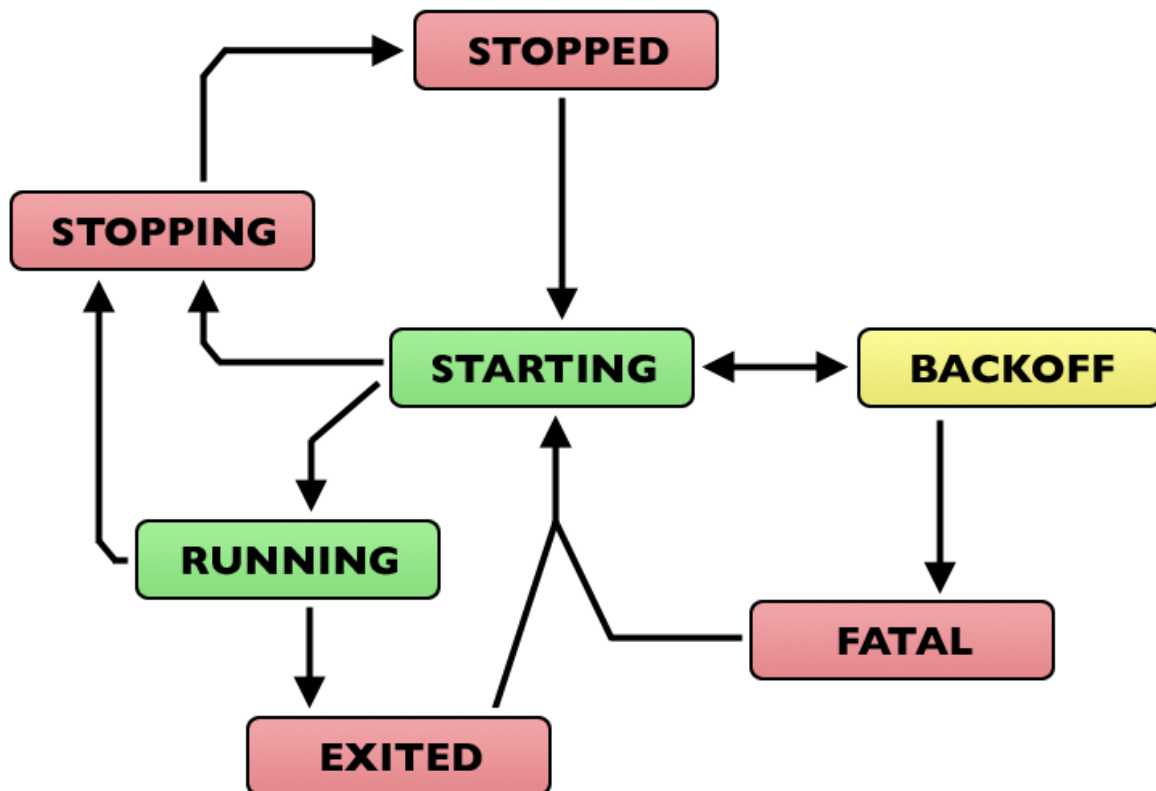 STOPPED
STOPPING
STARTING
BACKOFF
RUNNING
FATAL
EXITED